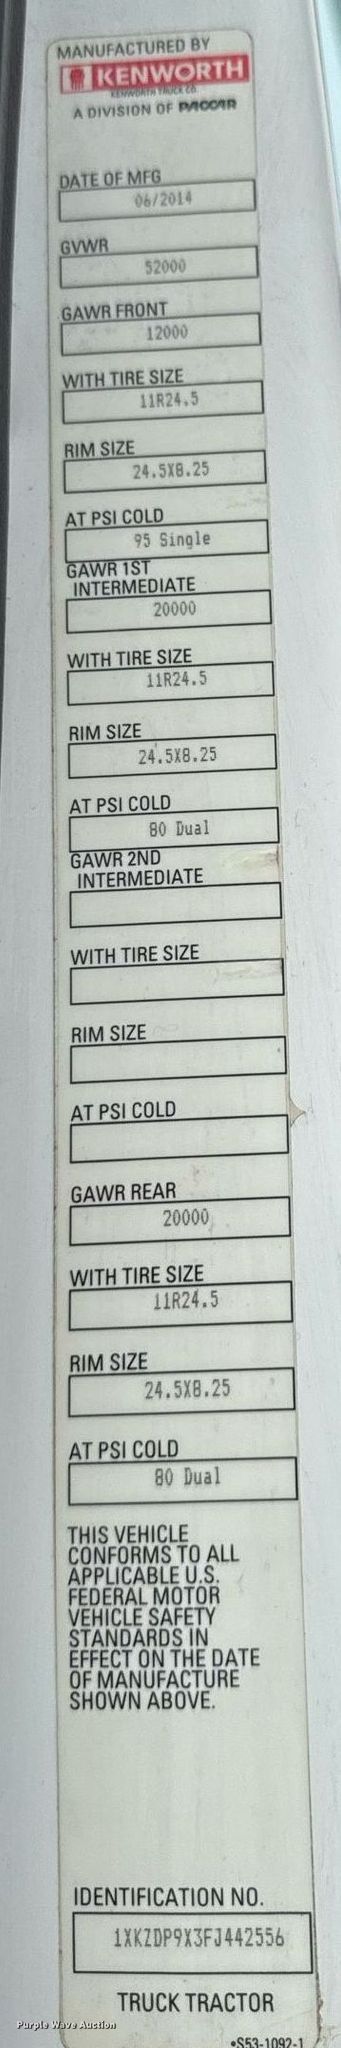 MANUFACTURED BY
KENWORTH
KENWORTH TRUCK CO.
A DIVISION OF PACCAR
DATE OF MFG
06/2014
GVWR
52000
GAWR FRONT
12000
WITH TIRE SIZE
11R24.5
RIM SIZE
24.5X8.25
AT PSI COLD
95 Single
GAWR 1ST
INTERMEDIATE
20000
WITH TIRE SIZE
11R24.5
RIM SIZE
24.5X8.25
AT PSI COLD
80 Dual
GAWR 2ND
INTERMEDIATE
WITH TIRE SIZE
RIM SIZE
AT PSI COLD
GAWR REAR
20000
WITH TIRE SIZE
11R24.5
RIM SIZE
24.5X8.25
AT PSI COLD
80 Dual
THIS VEHICLE
CONFORMS TO ALL
APPLICABLE U.S.
FEDERAL MOTOR
VEHICLE SAFETY
STANDARDS IN
EFFECT ON THE DATE
OF MANUFACTURE
SHOWN ABOVE.
IDENTIFICATION NO.
1XKZDP9X3FJ442556
TRUCK TRACTOR
Purple Wave Auction
•S53-1092-1